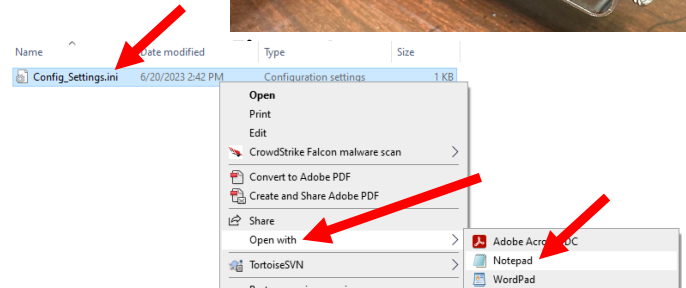 Name Date modified Type Size
Config_Settings.ini 6/20/2023 2:42 PM Configuration settings 1 KB
Open
Print
Edit
CrowdStrike Falcon malware scan
Convert to Adobe PDF
Create and Share Adobe PDF
Share
Open with
Adobe DC
Notepad
TortoiseSVN
WordPad